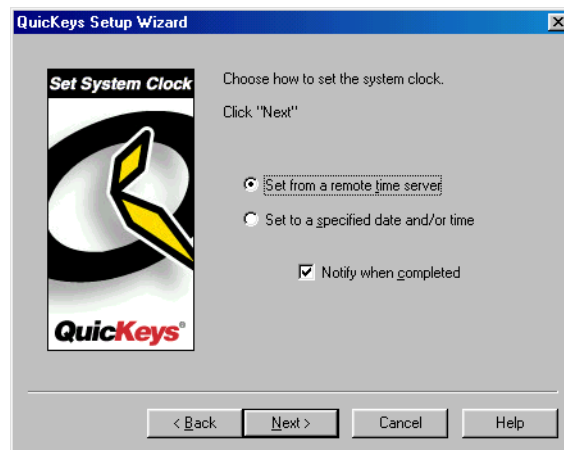 QuicKeys Setup Wizard
Set System Clock
Choose how to set the system clock.
Click "Next"
Set from a remote time server
Set to a specified date and/or time
Notify when completed
QuicKeys®
< Back
Next >
Cancel
Help